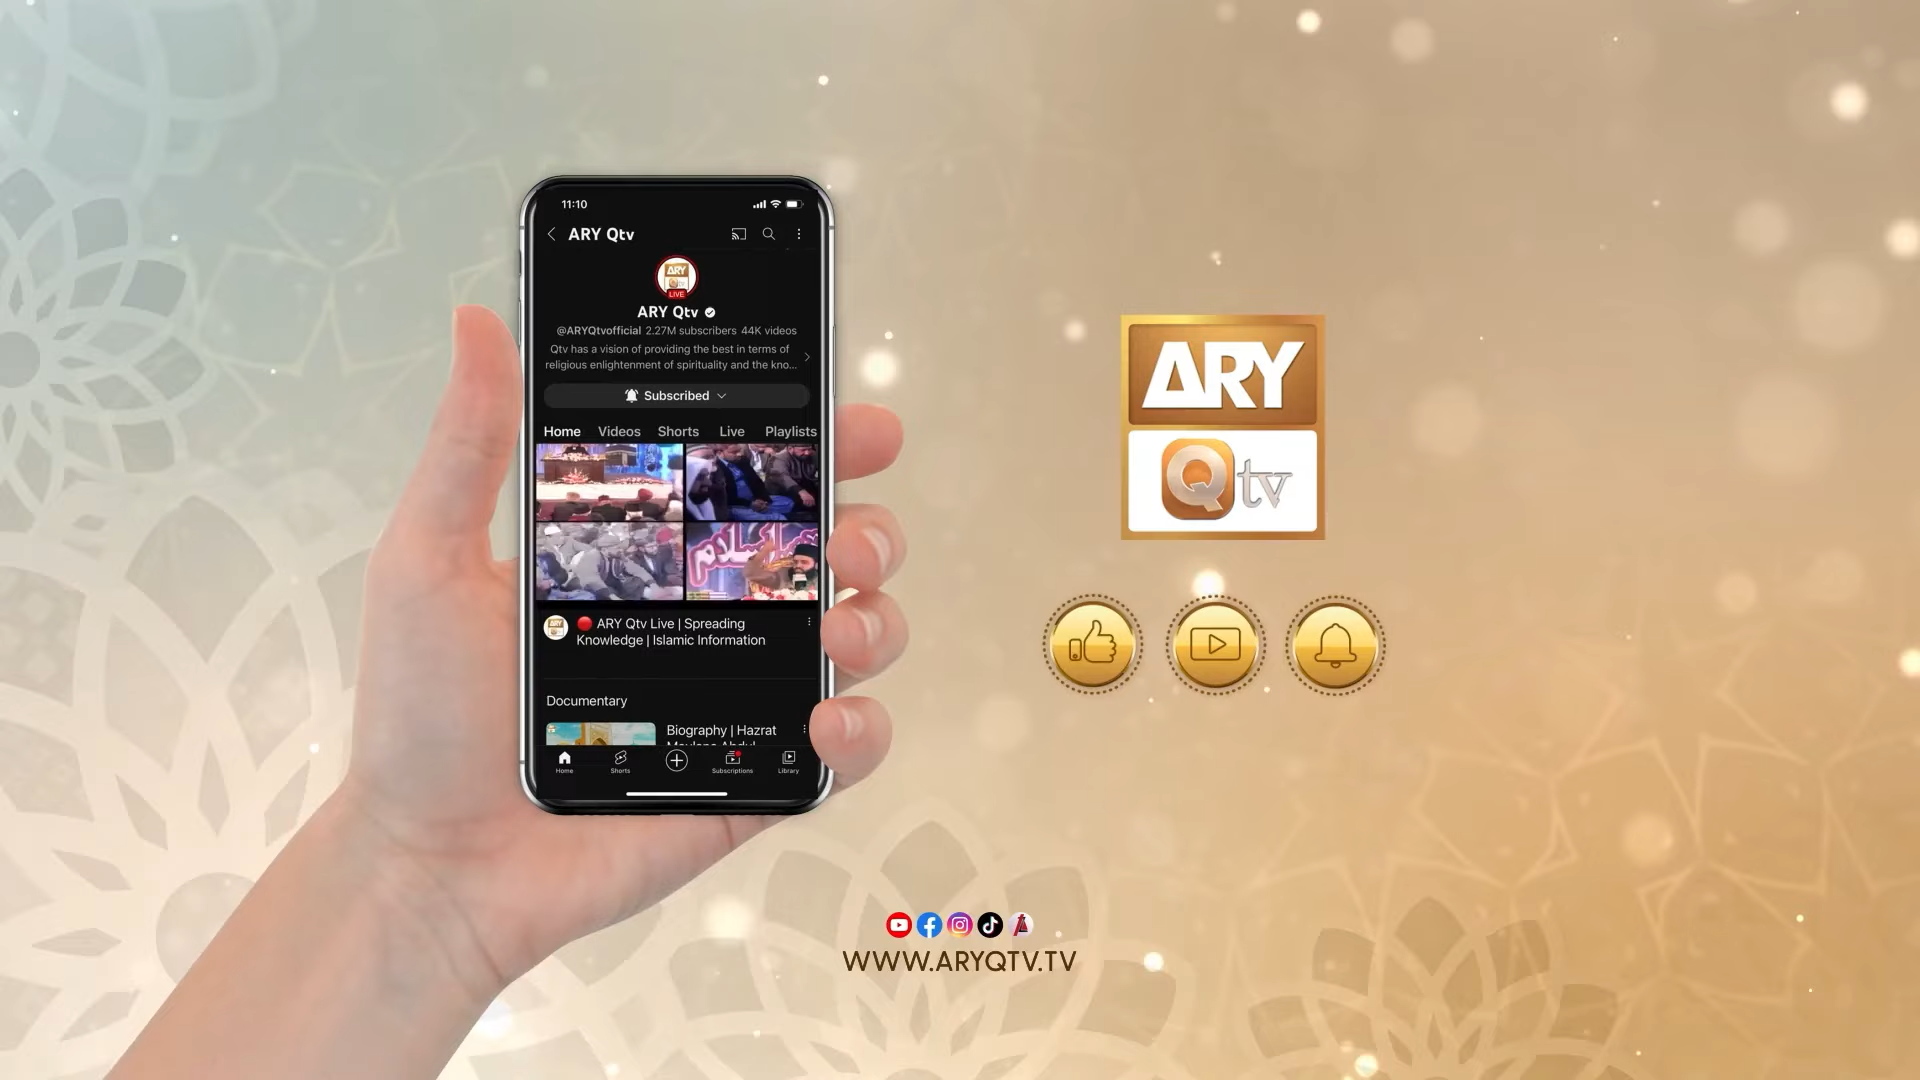 11:10
ARY Qtv
ARY
Qtv
LIVE
ARY Qtv
@ARYQtvofficial 2.27M subscribers 44K videos
Qtv has a vision of providing the best in terms of
religious enlightenment of spirituality and the kno...
Subscribed
Home Videos Shorts Live Playlists
ARY Qtv Live | Spreading
Knowledge | Islamic Information
Documentary
Biography | Hazrat
Home Shorts Subscriptions Library
ARY
Qtv
WWW.ARYQTV.TV